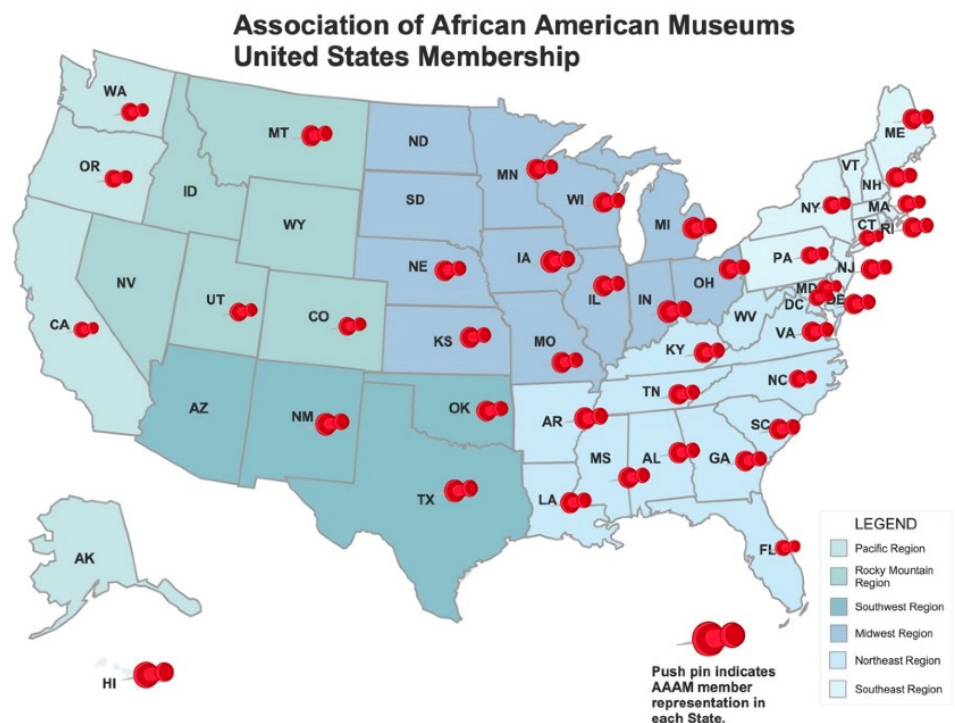 Association of African American Museums
United States Membership
WA
MT
ND
ME
OR
MN
VT
ID
SD
WI
NH
NY
MA
MI
CT
RI
WY
PA
NE
IA
OH
NJ
NV
UT
IL
IN
MD
DE
DC
CO
WV
CA
KS
MO
VA
KY
NC
TN
AZ
NM
OK
AR
SC
MS
AL
GA
TX
LA
FL
AK
HI
LEGEND
Pacific Region
Rocky Mountain
Region
Southwest Region
Midwest Region
Northeast Region
Southeast Region
Push pin indicates
AAAM member
representation in
each State.